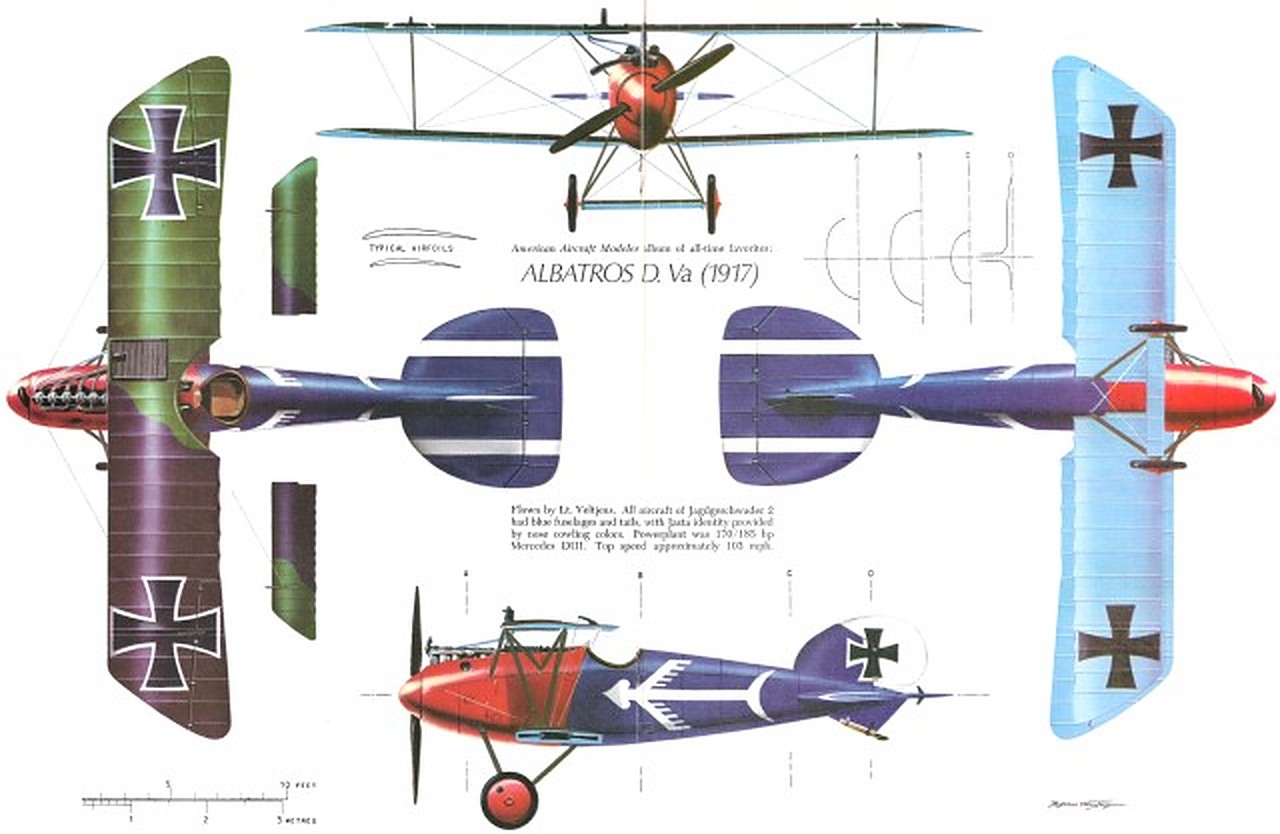 A B C D
TYPICAL AIRFOILS
American Aircraft Modeler album of all-time favorites:
ALBATROS D. Va (1917)
Flown by Lt. Veltjens. All aircraft of Jagdgeschwader 2
had blue fuselages and tails, with Jasta identity provided
by nose cowling colors. Powerplant was 170/185 hp
Mercedes DIII. Top speed approximately 103 mph.
A B C D
5 10 FEET
1 2 3 METRES